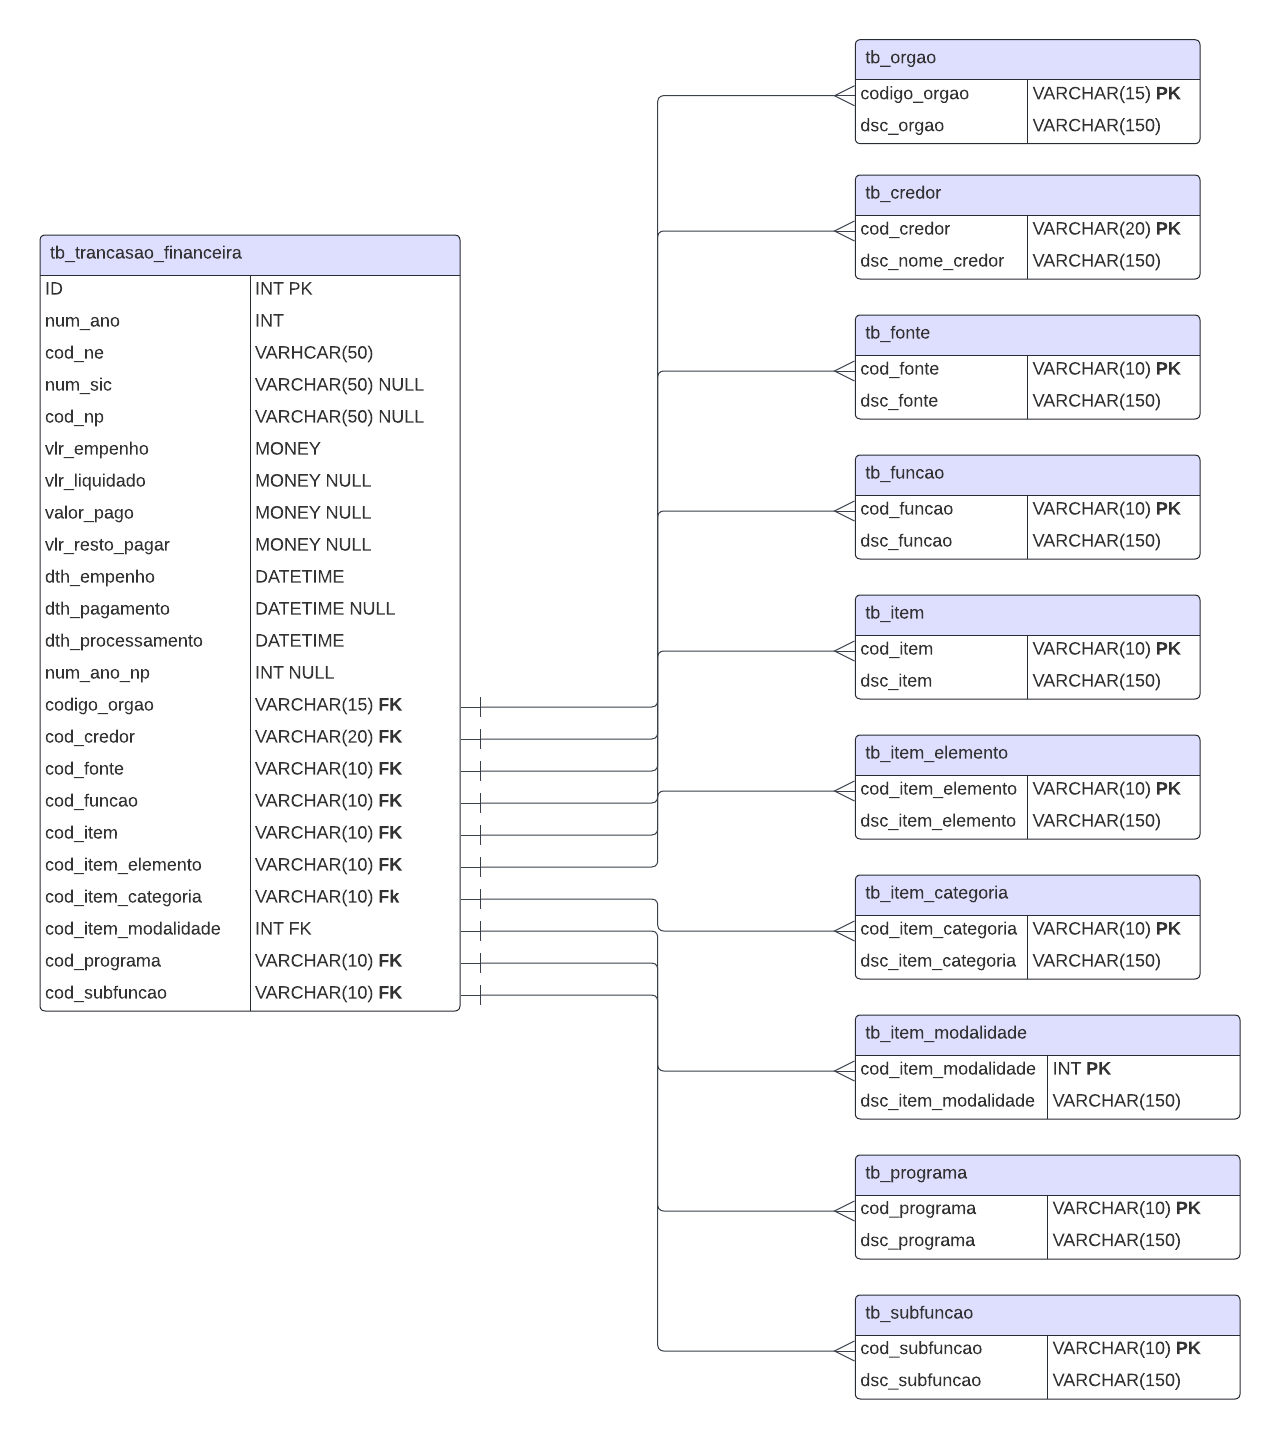 tb_trancasao_financeira
ID INT PK
num_ano INT
cod_ne VARHCAR(50)
num_sic VARCHAR(50) NULL
cod_np VARCHAR(50) NULL
vlr_empenho MONEY
vlr_liquidado MONEY NULL
valor_pago MONEY NULL
vlr_resto_pagar MONEY NULL
dth_empenho DATETIME
dth_pagamento DATETIME NULL
dth_processamento DATETIME
num_ano_np INT NULL
codigo_orgao VARCHAR(15) FK
cod_credor VARCHAR(20) FK
cod_fonte VARCHAR(10) FK
cod_funcao VARCHAR(10) FK
cod_item VARCHAR(10) FK
cod_item_elemento VARCHAR(10) FK
cod_item_categoria VARCHAR(10) Fk
cod_item_modalidade INT FK
cod_programa VARCHAR(10) FK
cod_subfuncao VARCHAR(10) FK
tb_orgao
codigo_orgao VARCHAR(15) PK
dsc_orgao VARCHAR(150)
tb_credor
cod_credor VARCHAR(20) PK
dsc_nome_credor VARCHAR(150)
tb_fonte
cod_fonte VARCHAR(10) PK
dsc_fonte VARCHAR(150)
tb_funcao
cod_funcao VARCHAR(10) PK
dsc_funcao VARCHAR(150)
tb_item
cod_item VARCHAR(10) PK
dsc_item VARCHAR(150)
tb_item_elemento
cod_item_elemento VARCHAR(10) PK
dsc_item_elemento VARCHAR(150)
tb_item_categoria
cod_item_categoria VARCHAR(10) PK
dsc_item_categoria VARCHAR(150)
tb_item_modalidade
cod_item_modalidade INT PK
dsc_item_modalidade VARCHAR(150)
tb_programa
cod_programa VARCHAR(10) PK
dsc_programa VARCHAR(150)
tb_subfuncao
cod_subfuncao VARCHAR(10) PK
dsc_subfuncao VARCHAR(150)